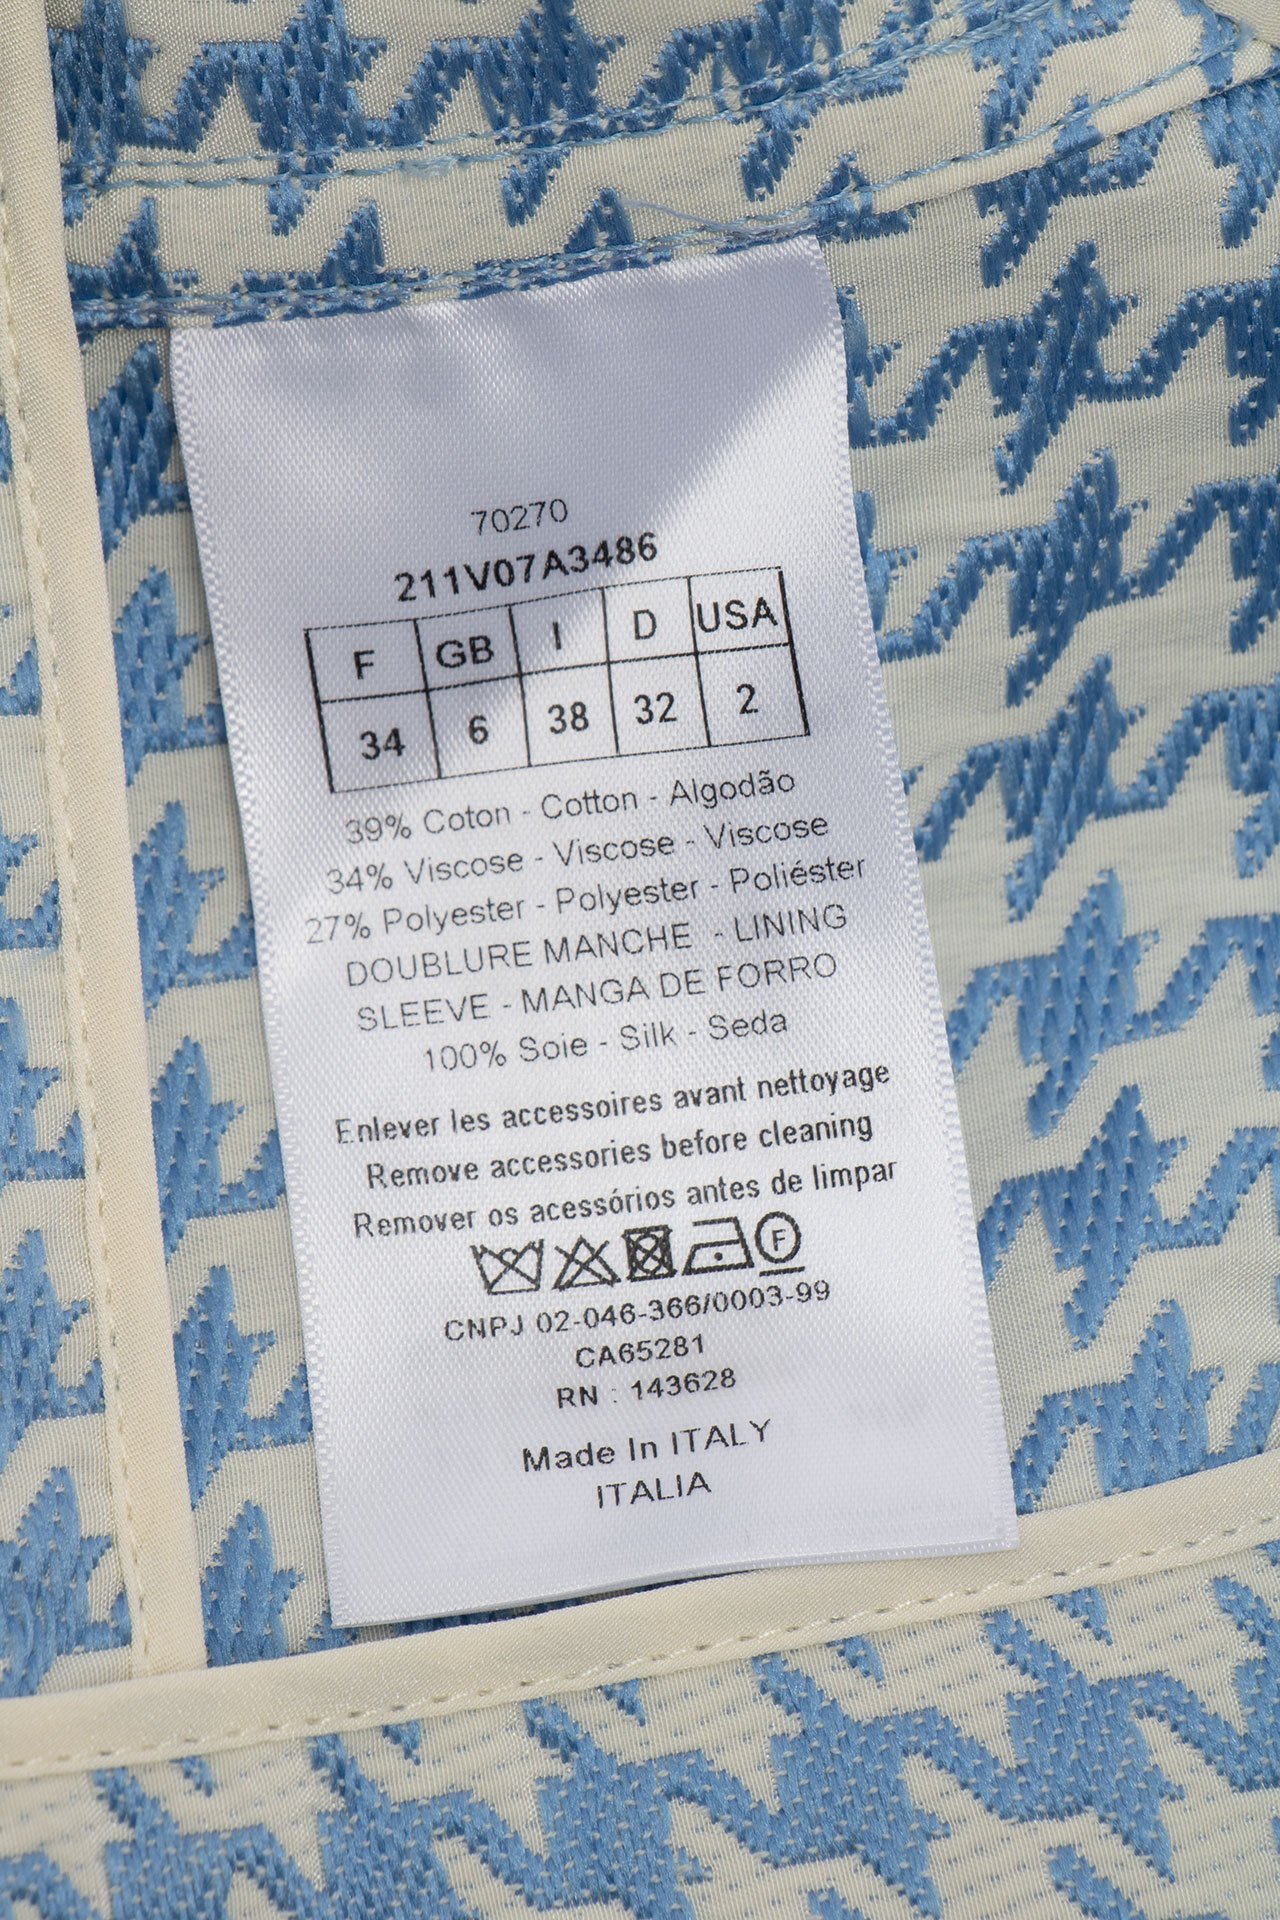 70270
211V07A3486
F GB I D USA
34 6 38 32 2
39% Coton - Cotton - Algodão
34% Viscose - Viscose - Viscose
27% Polyester - Polyester - Poliéster
DOUBLURE MANCHE - LINING
SLEEVE - MANGA DE FORRO
100% Soie - Silk - Seda
Enlever les accessoires avant nettoyage
Remove accessories before cleaning
Remover os acessórios antes de limpar
F
CNPJ 02-046-366/0003-99
CA65281
RN : 143628
Made In ITALY
ITALIA